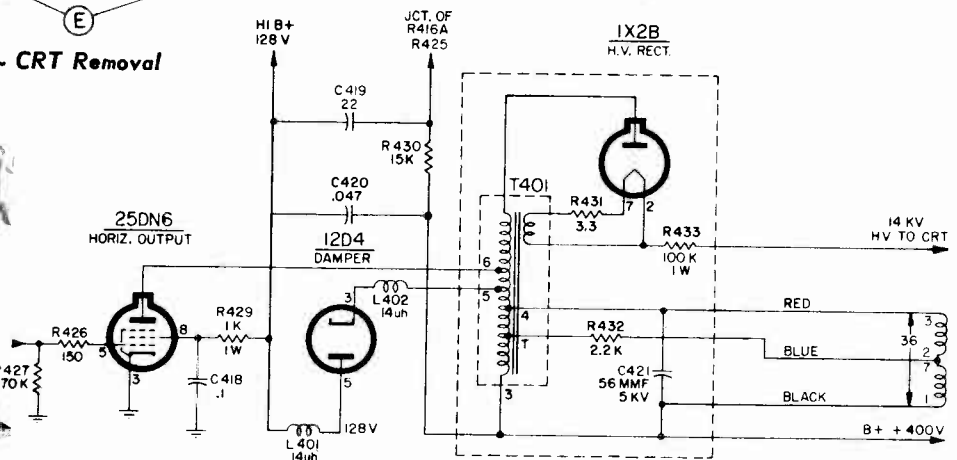 E
- CRT Removal
HI B+
128 V
JCT. OF
R416A
R425
1X2B
H.V. RECT.
C419
22
R430
15K
C420
.047
25DN6
HORIZ. OUTPUT
12D4
DAMPER
T401
R431
3.3
7 2
R433
100 K
1 W
14 KV
HV TO CRT
6
5
3
L402
14uh
R429
1 K
1W
8
R426
150
5
3
4
T
R432
2.2 K
RED
BLUE
BLACK
3
36
2
7
1
C421
56 MMF
5 KV
R427
70 K
C418
.1
5
3
128V
L401
14uh
B+ +400V